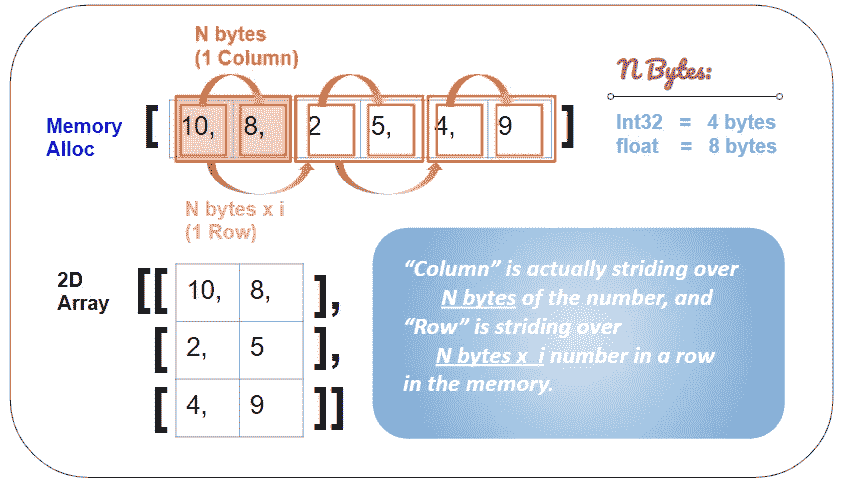 N bytes
(1 Column)
N Bytes:
Memory
Alloc
[ 10, 8, 2 5, 4, 9 ]
Int32 = 4 bytes
float = 8 bytes
N bytes x i
(1 Row)
2D
Array
[[ 10, 8, ],
[ 2, 5 ],
[ 4, 9 ]]
“Column” is actually striding over
N bytes of the number, and
“Row” is striding over
N bytes x i number in a row
in the memory.